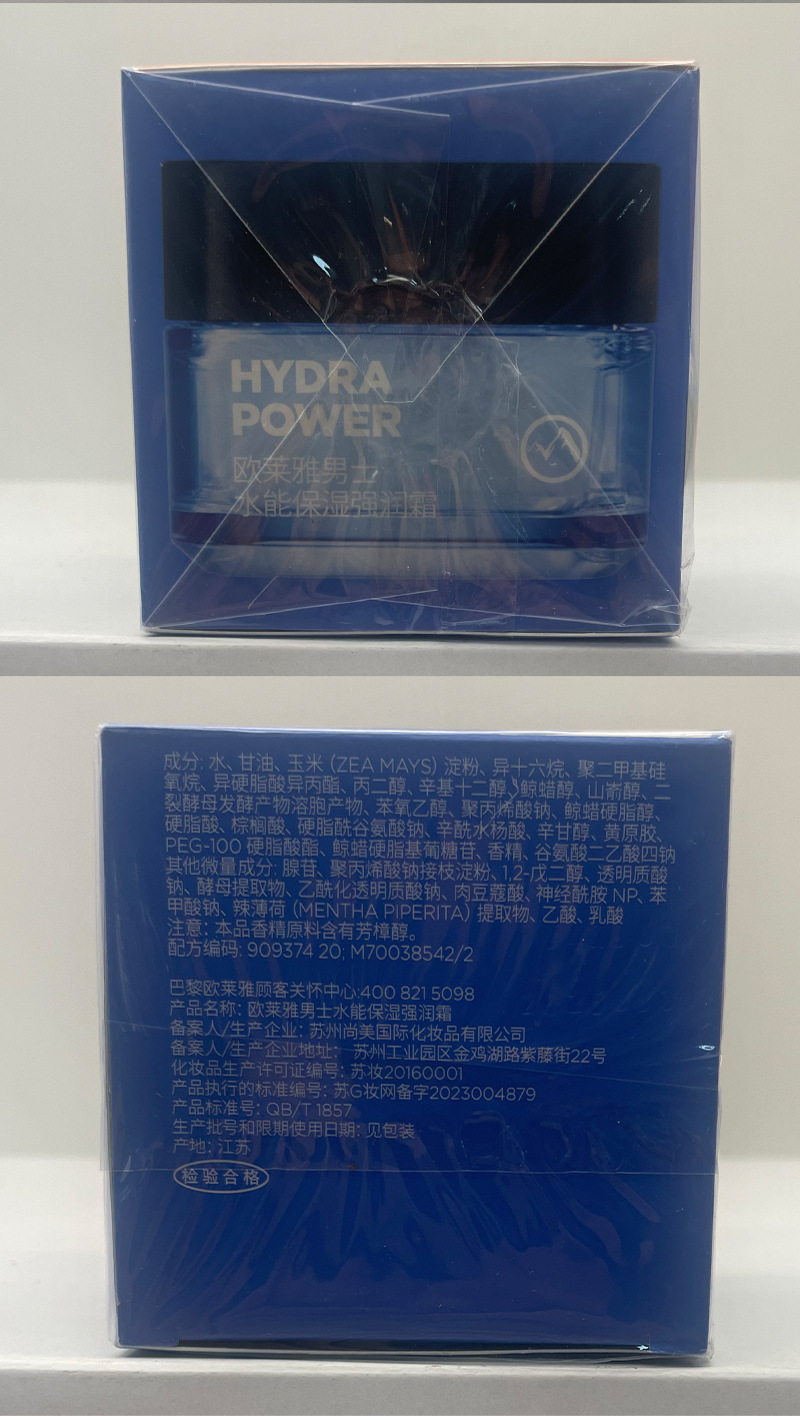 HYDRA
POWER
欧莱雅男士
水能保湿强润霜
成分: 水、甘油、玉米 (ZEA MAYS) 淀粉、异十六烷、聚二甲基硅
氧烷、异硬脂酸异丙酯、丙二醇、辛基十二醇、鲸蜡醇、山嵛醇、二
裂酵母发酵产物溶胞产物、苯氧乙醇、聚丙烯酸钠、鲸蜡硬脂醇、
硬脂酸、棕榈酸、硬脂酰谷氨酸钠、辛酰水杨酸、辛甘醇、黄原胶、
PEG-100 硬脂酸酯、鲸蜡硬脂基葡糖苷、香精、谷氨酸二乙酸四钠
其他微量成分: 腺苷、聚丙烯酸钠接枝淀粉、1,2-戊二醇、透明质酸
钠、酵母提取物、乙酰化透明质酸钠、肉豆蔻酸、神经酰胺 NP、苯
甲酸钠、辣薄荷 (MENTHA PIPERITA) 提取物、乙酸、乳酸
注意: 本品香精原料含有芳樟醇。
配方编码: 909374 20; M70038542/2
巴黎欧莱雅顾客关怀中心:400 821 5098
产品名称: 欧莱雅男士水能保湿强润霜
备案人/生产企业: 苏州尚美国际化妆品有限公司
备案人/生产企业地址: 苏州工业园区金鸡湖路紫藤街22号
化妆品生产许可证编号: 苏妆20160001
产品执行的标准编号: 苏G妆网备字2023004879
产品标准号: QB/T 1857
生产批号和限期使用日期: 见包装
产地: 江苏
检验合格